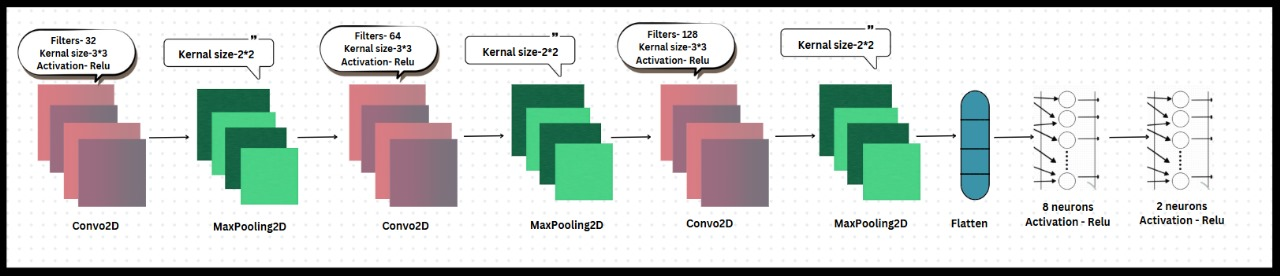 Filters- 32
Kernal size-3*3
Activation- Relu
Kernal size-2*2
Filters- 64
Kernal size-3*3
Activation- Relu
Kernal size-2*2
Filters- 128
Kernal size-3*3
Activation- Relu
Kernal size-2*2
Convo2D
MaxPooling2D
Convo2D
MaxPooling2D
Convo2D
MaxPooling2D
Flatten
8 neurons
Activation - Relu
2 neurons
Activation - Relu